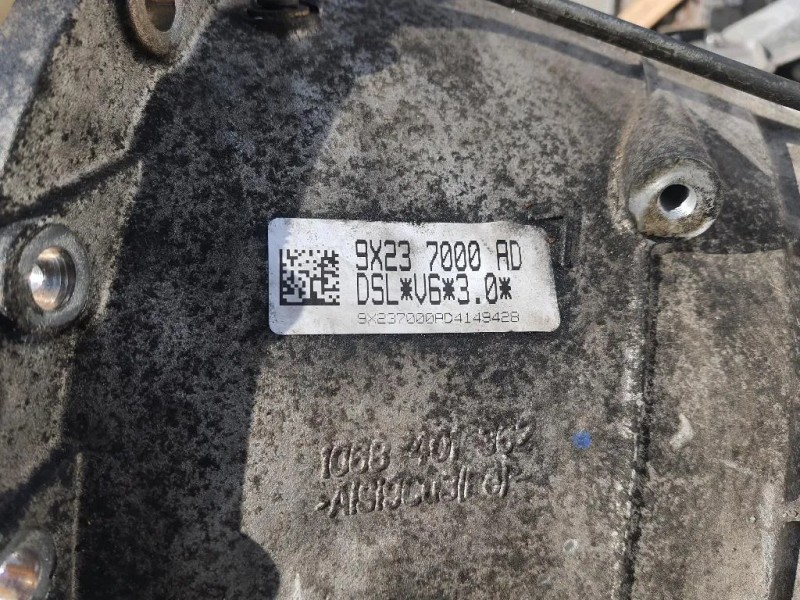 9X23 7000 AD
DSL*V6*3.0*
9X237000AD4149428
1068 401 362